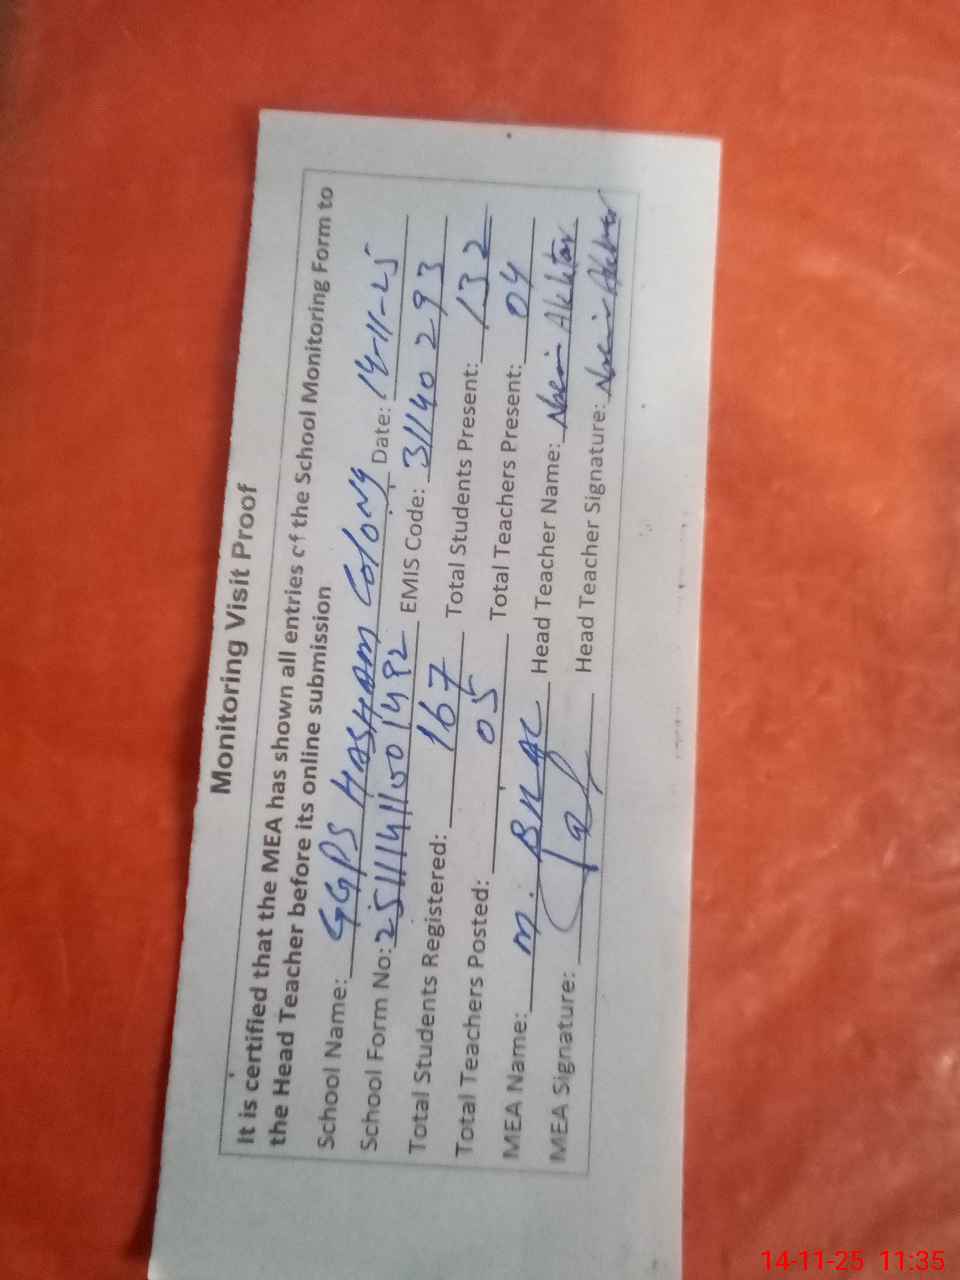 Monitoring Visit Proof
It is certified that the MEA has shown all entries of the School Monitoring Form to
the Head Teacher before its online submission
School Name: GGPS HASHAM COLONY Date: 14-11-25
School Form No: EMIS Code: 31140293
Total Students Registered: 167 Total Students Present: 132
Total Teachers Posted: 05 Total Teachers Present: 04
MEA Name: M. Head Teacher Name: Akhtar
MEA Signature: Head Teacher Signature: Akhtar
14-11-25 11:35